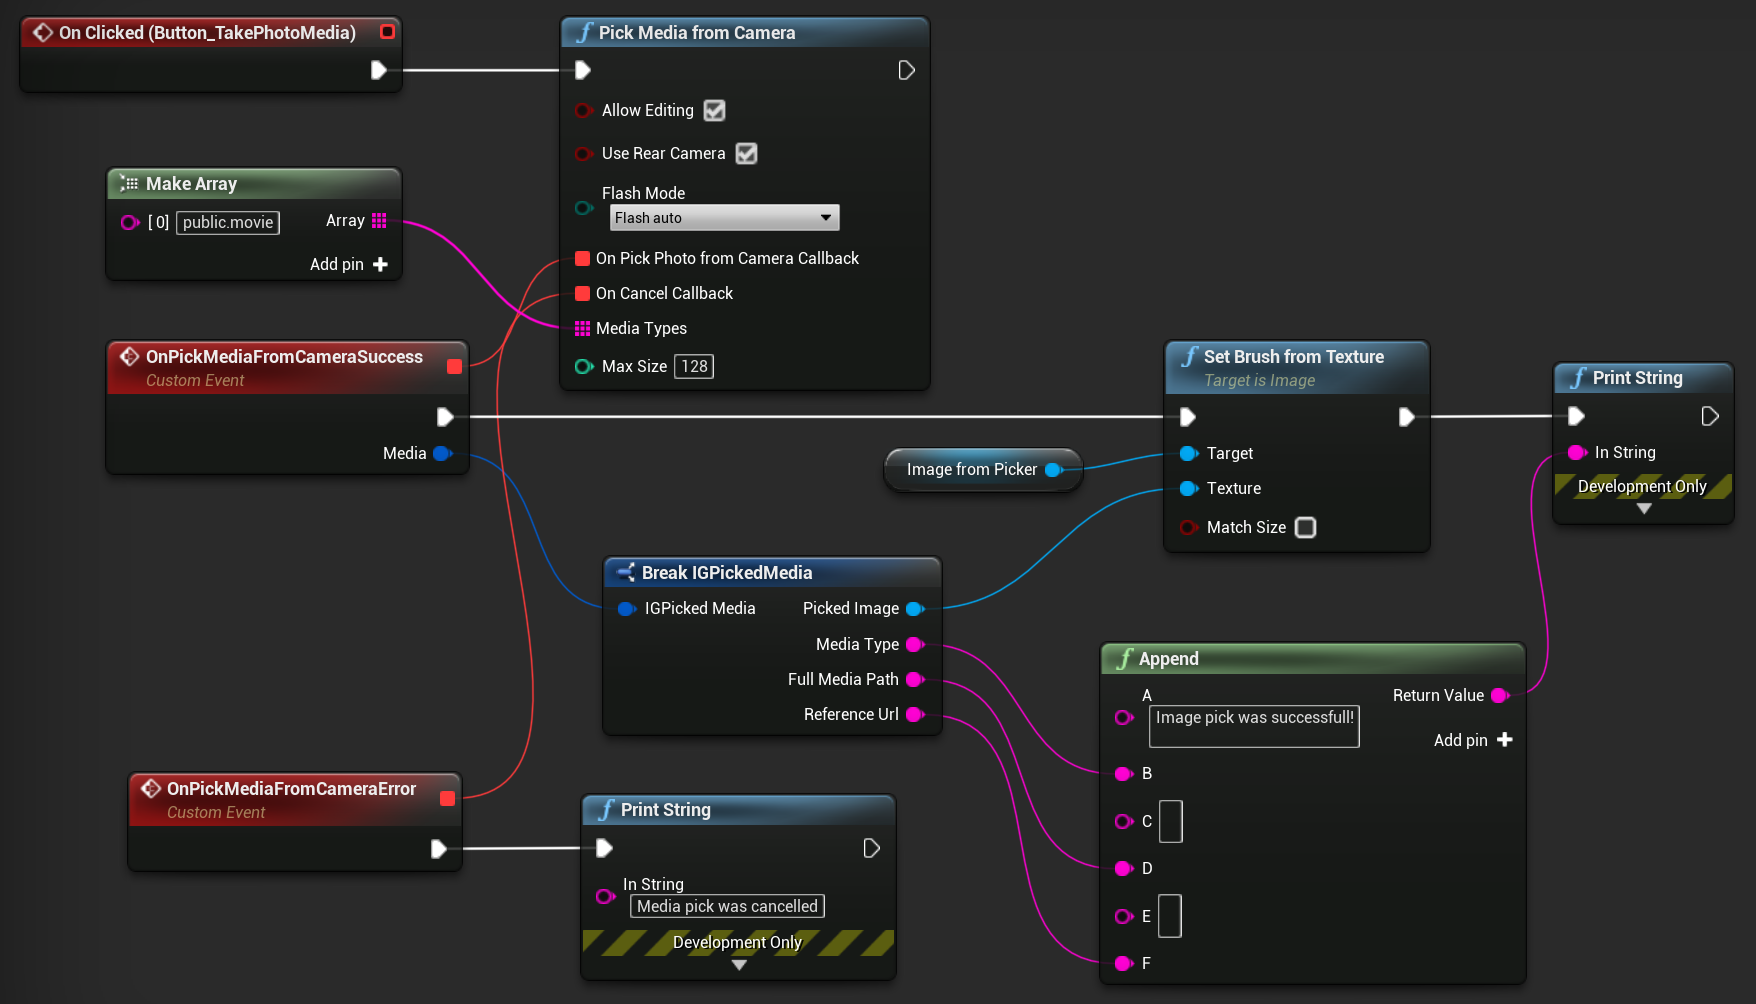 On Clicked (Button_TakePhotoMedia)
Pick Media from Camera
Allow Editing
Use Rear Camera
Flash Mode
Flash auto
On Pick Photo from Camera Callback
On Cancel Callback
Media Types
Max Size 128
Make Array
[ 0] public.movie Array
Add pin
OnPickMediaFromCameraSuccess
Custom Event
Media
Image from Picker
Set Brush from Texture
Target is Image
Target
Texture
Match Size
Print String
In String
Development Only
Break IGPickedMedia
IGPicked Media Picked Image
Media Type
Full Media Path
Reference Url
Append
A Return Value
Image pick was successfull!
Add pin
B
C
D
E
F
OnPickMediaFromCameraError
Custom Event
Print String
In String
Media pick was cancelled
Development Only